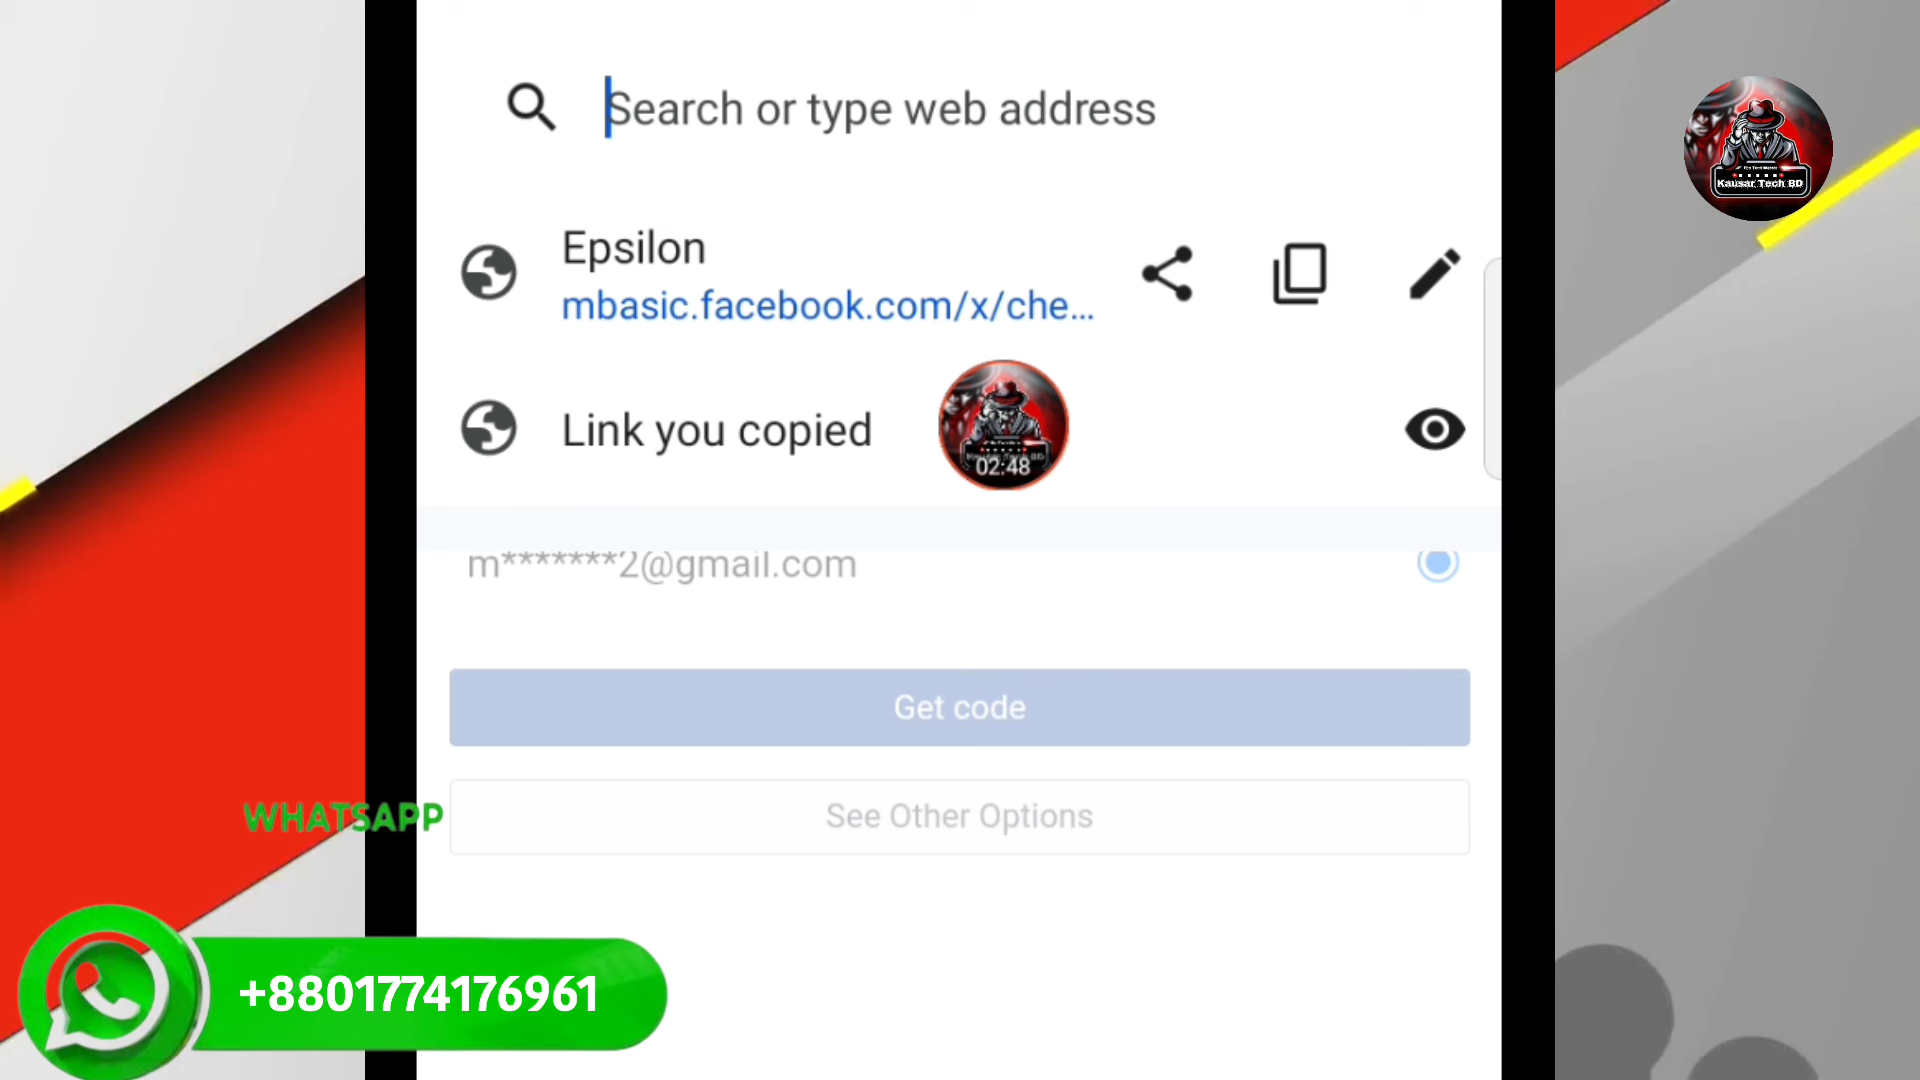 Search or type web address
Kausar Tech BD
Epsilon
mbasic.facebook.com/x/che...
Link you copied
02:48
m*******2@gmail.com
Get code
WHATSAPP
See Other Options
+8801774176961